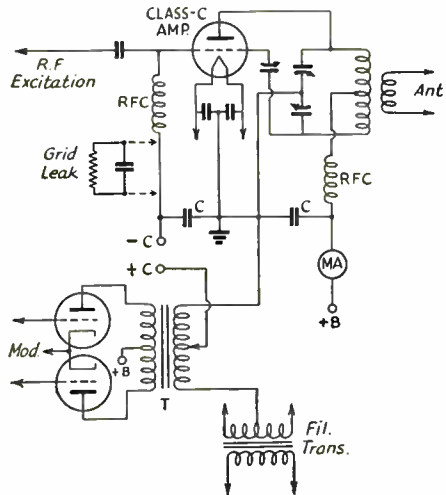 CLASS-C
AMP.
R.F
Excitation
RFC
Ant
Grid
Leak
RFC
C
C
-C
+C
MA
+B
Mod.
+B
T
Fil.
Trans.